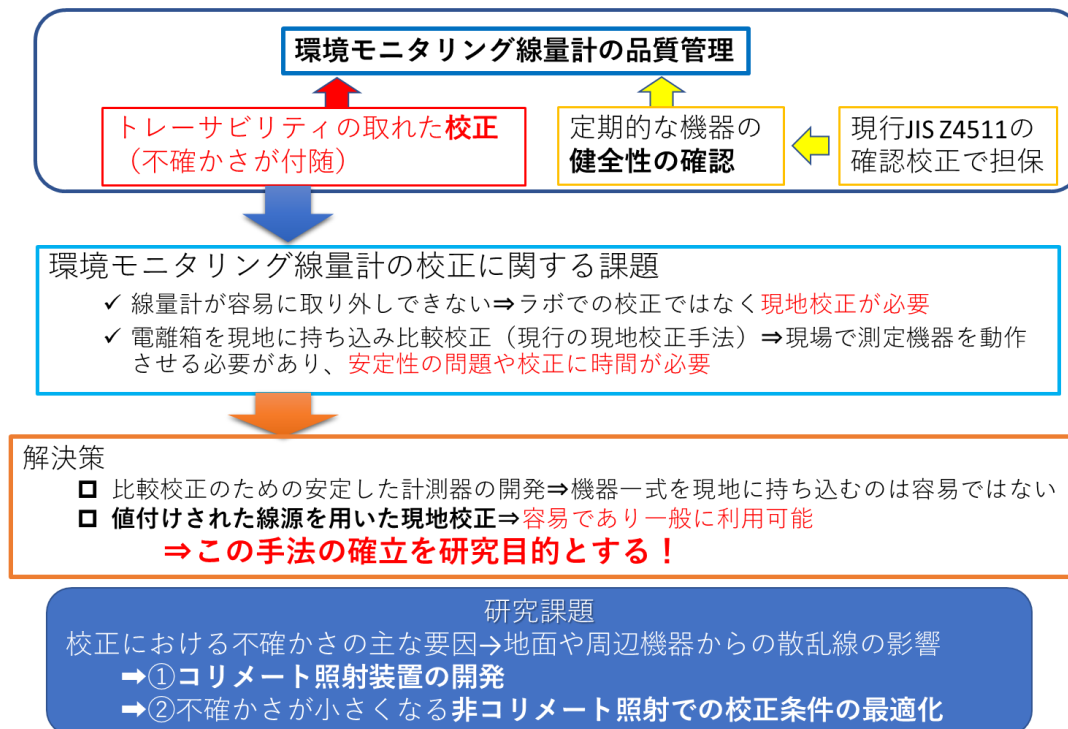 環境モニタリング線量計の品質管理
トレーサビリティの取れた校正
（不確かさが付随）
定期的な機器の
健全性の確認
現行JIS Z4511の
確認校正で担保
環境モニタリング線量計の校正に関する課題
✓ 線量計が容易に取り外しできない⇒ラボでの校正ではなく現地校正が必要
✓ 電離箱を現地に持ち込み比較校正（現行の現地校正手法）⇒現場で測定機器を動作
させる必要があり、安定性の問題や校正に時間が必要
解決策
◻ 比較校正のための安定した計測器の開発⇒機器一式を現地に持ち込むのは容易ではない
◻ 値付けされた線源を用いた現地校正⇒容易であり一般に利用可能
⇒この手法の確立を研究目的とする！
研究課題
校正における不確かさの主な要因→地面や周辺機器からの散乱線の影響
➡①コリメート照射装置の開発
➡②不確かさが小さくなる非コリメート照射での校正条件の最適化